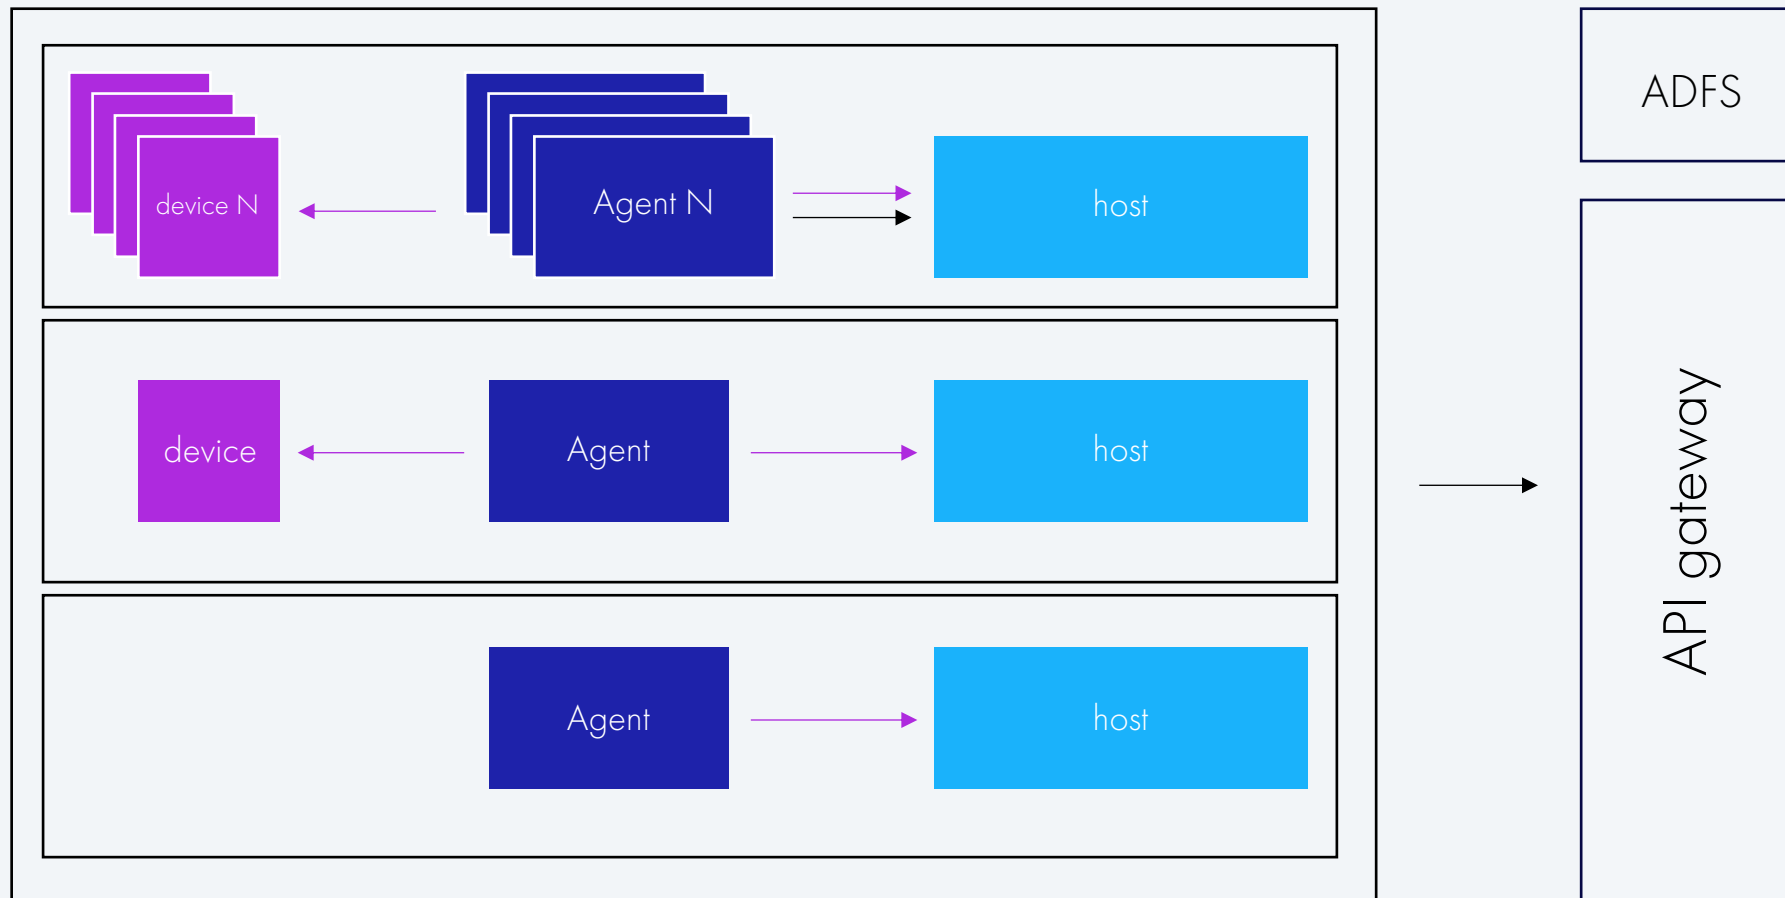 device N
Agent N
host
ADFS
device
Agent
host
API gateway
Agent
host